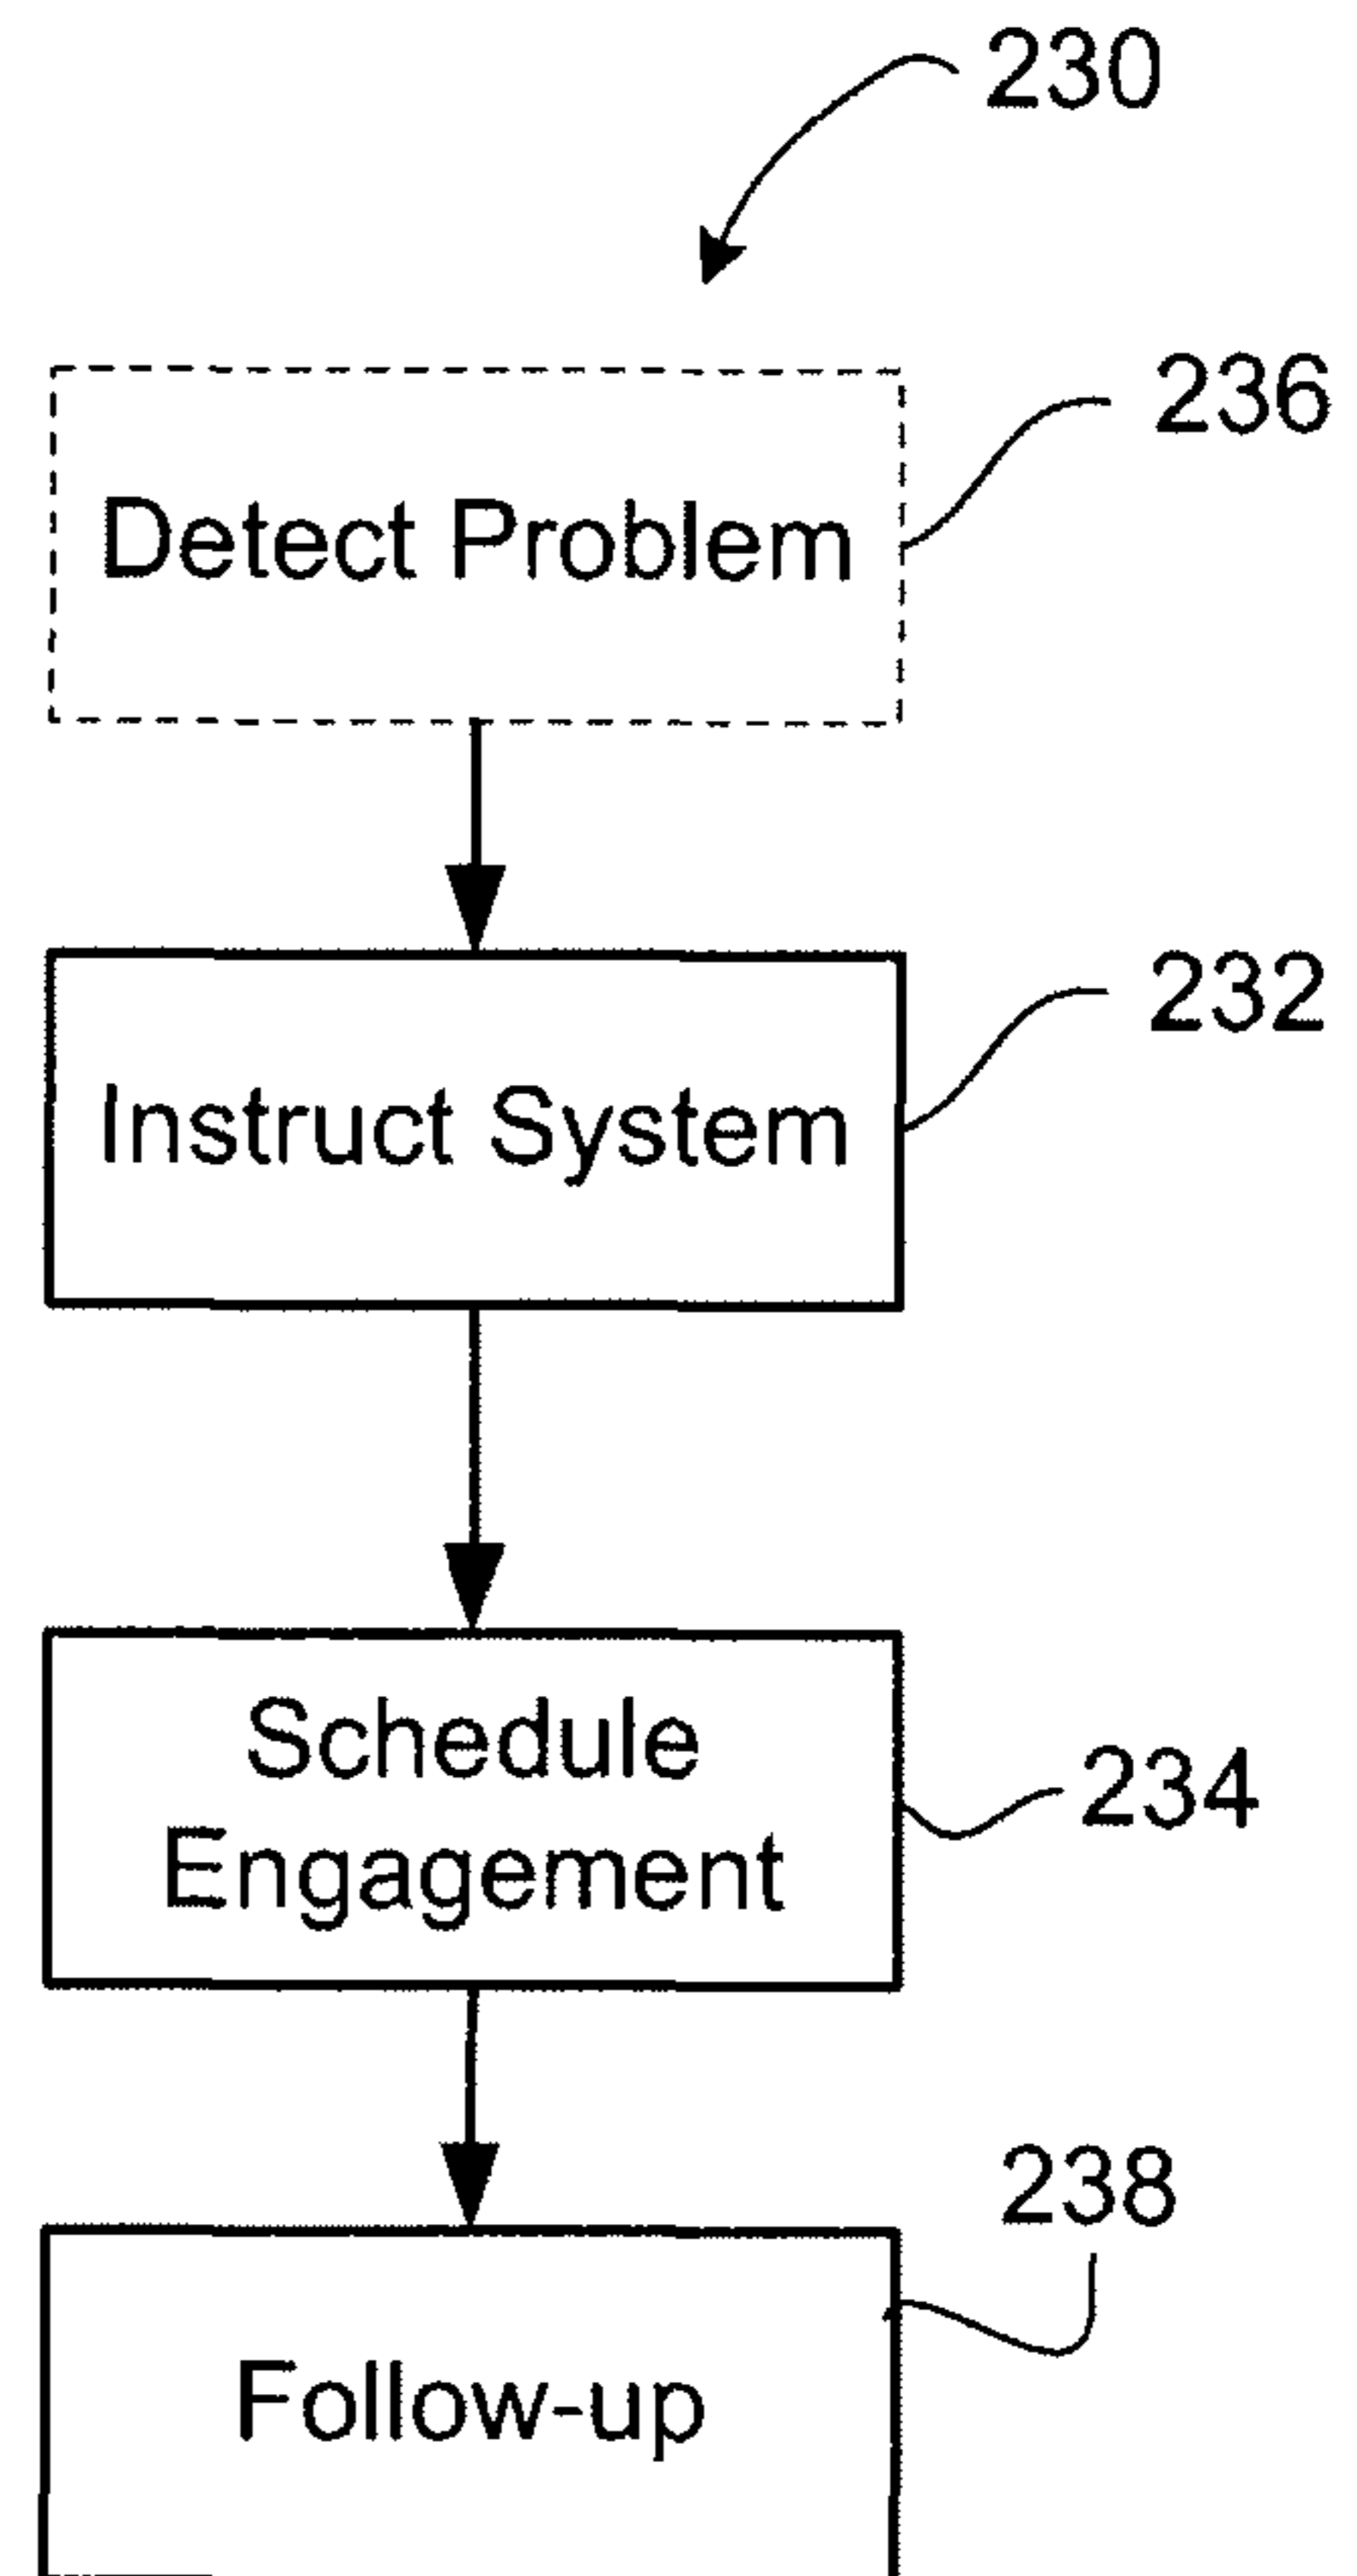 230
236
Detect Problem
232
Instruct System
Schedule
Engagement
234
238
Follow-up